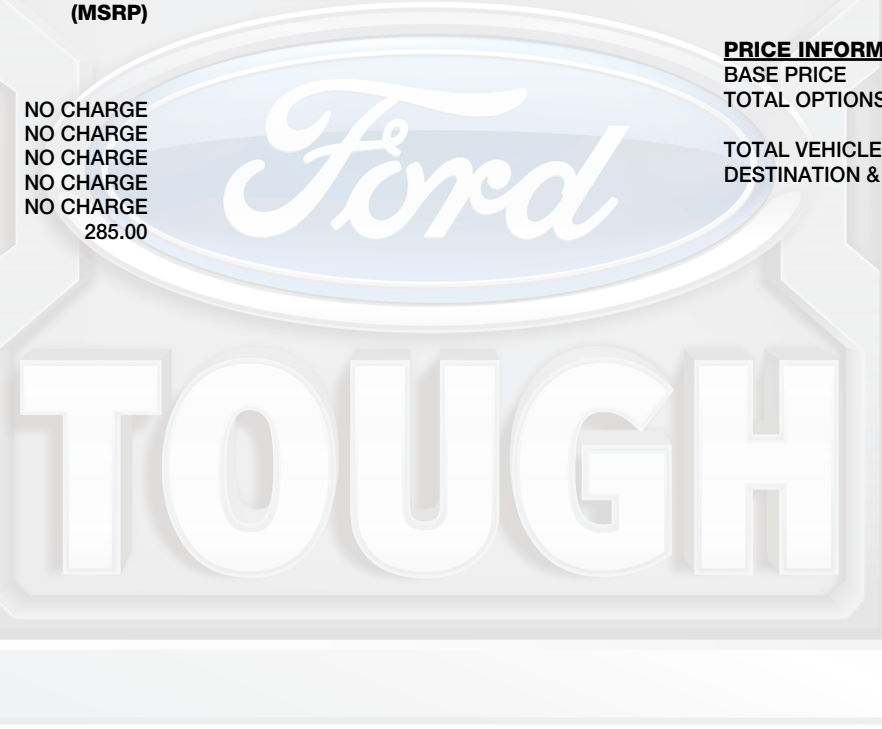 (MSRP)
NO CHARGE
NO CHARGE
NO CHARGE
NO CHARGE
NO CHARGE
285.00
PRICE INFORM
BASE PRICE
TOTAL OPTIONS
TOTAL VEHICLE
DESTINATION &
Ford
TOUGH